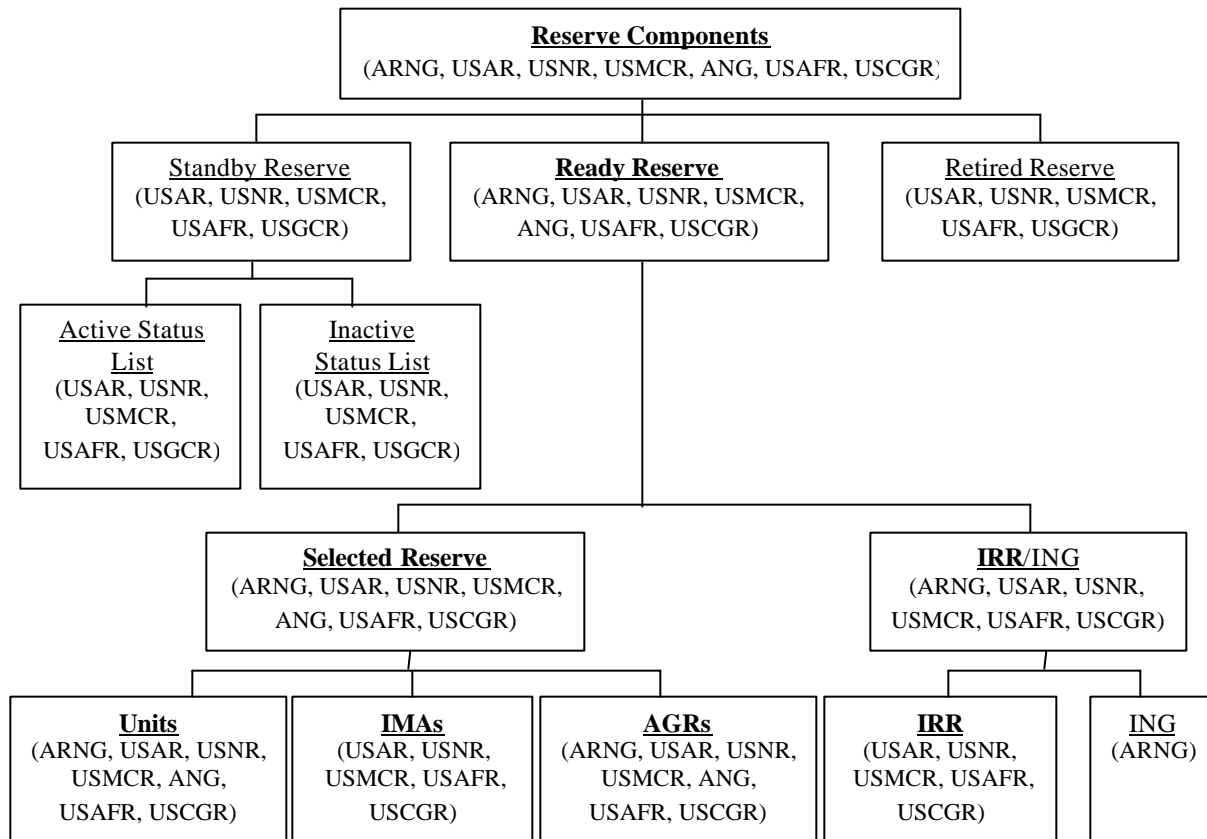 Reserve Components
(ARNG, USAR, USNR, USMCR, ANG, USAFR, USCGR)
Standby Reserve
(USAR, USNR, USMCR,
USAFR, USGCR)
Ready Reserve
(ARNG, USAR, USNR, USMCR,
ANG, USAFR, USCGR)
Retired Reserve
(USAR, USNR, USMCR,
USAFR, USGCR)
Active Status
List
(USAR, USNR,
USMCR,
USAFR, USGCR)
Inactive
Status List
(USAR, USNR,
USMCR,
USAFR, USGCR)
Selected Reserve
(ARNG, USAR, USNR, USMCR,
ANG, USAFR, USCGR)
IRR/ING
(ARNG, USAR, USNR,
USMCR, USAFR, USCGR)
Units
(ARNG, USAR, USNR,
USMCR, ANG,
USAFR, USCGR)
IMAs
(USAR, USNR,
USMCR, USAFR,
USCGR)
AGRs
(ARNG, USAR, USNR,
USMCR, ANG,
USAFR, USCGR)
IRR
(USAR, USNR,
USMCR, USAFR,
USCGR)
ING
(ARNG)